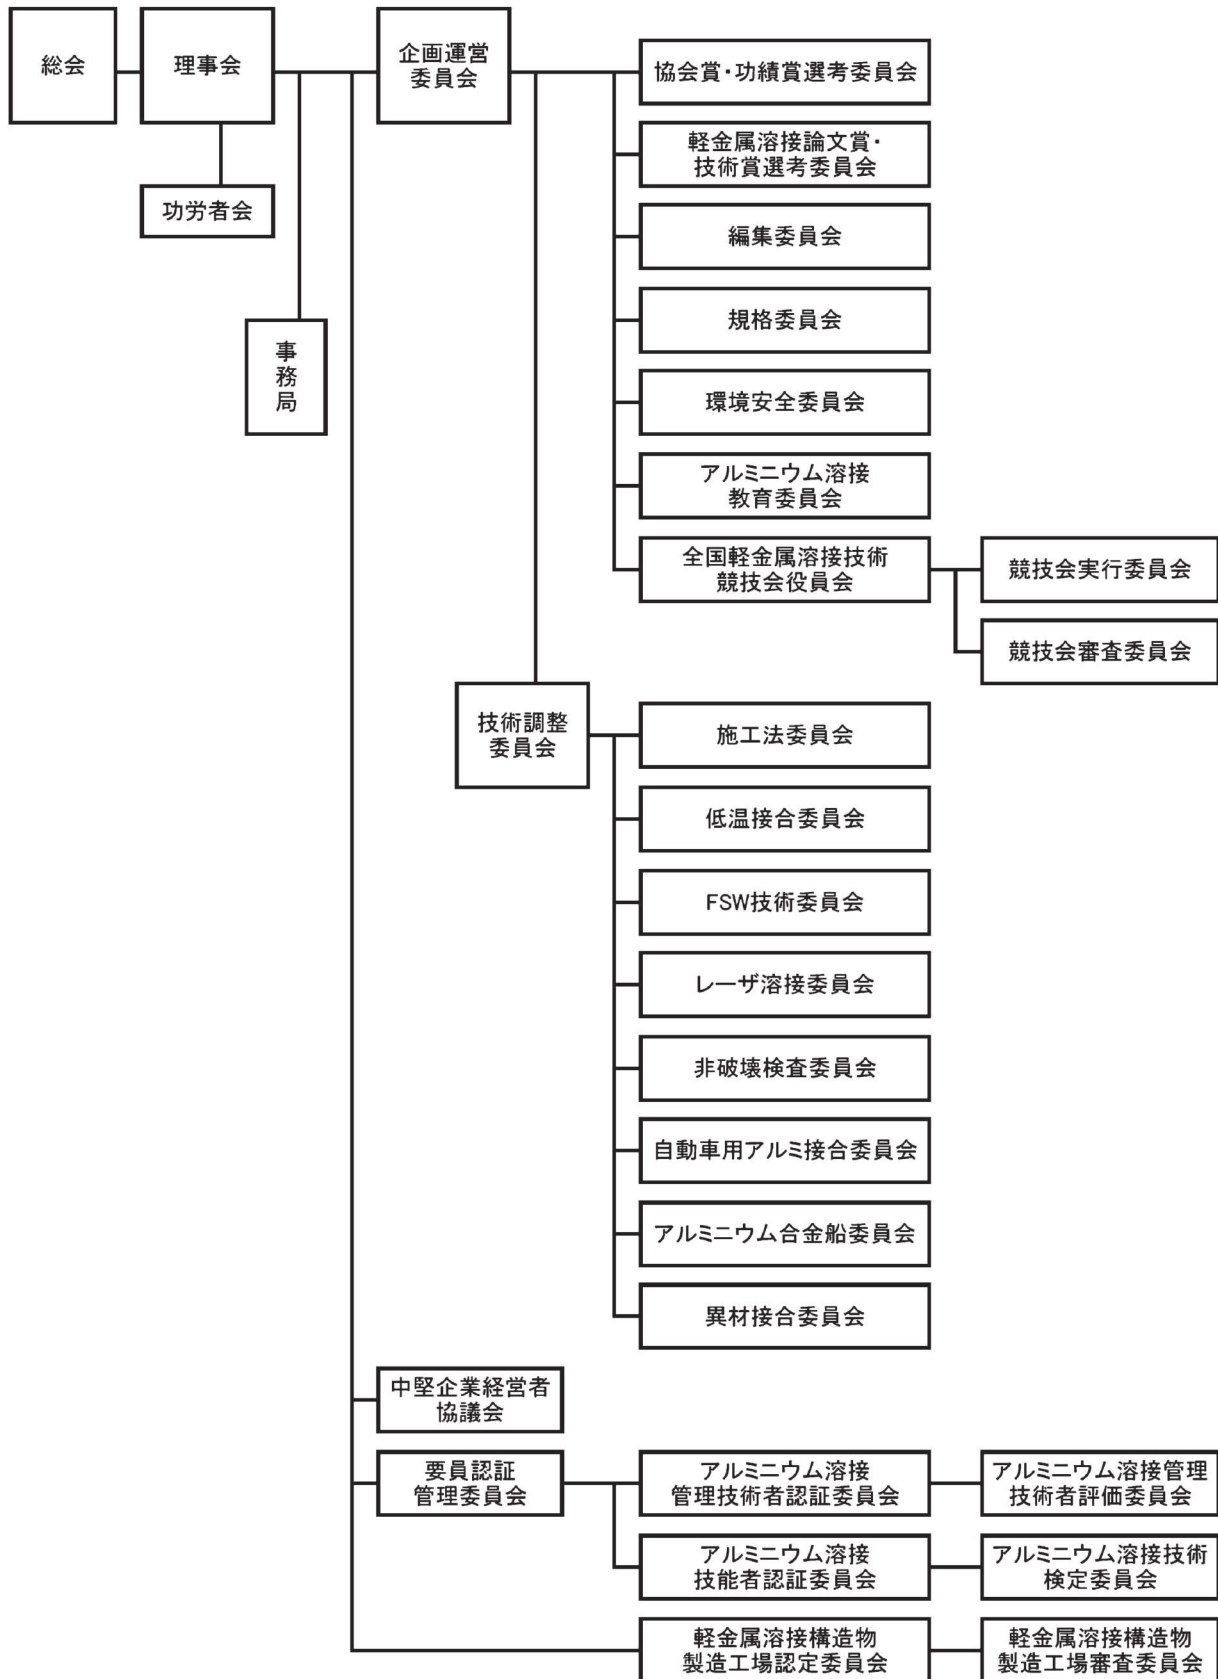 総会
理事会
企画運営
委員会
功労者会
事務局
協会賞・功績賞選考委員会
軽金属溶接論文賞・
技術賞選考委員会
編集委員会
規格委員会
環境安全委員会
アルミニウム溶接
教育委員会
全国軽金属溶接技術
競技会役員会
競技会実行委員会
競技会審査委員会
技術調整
委員会
施工法委員会
低温接合委員会
FSW技術委員会
レーザ溶接委員会
非破壊検査委員会
自動車用アルミ接合委員会
アルミニウム合金船委員会
異材接合委員会
中堅企業経営者
協議会
要員認証
管理委員会
アルミニウム溶接
管理技術者認証委員会
アルミニウム溶接管理
技術者評価委員会
アルミニウム溶接
技能者認証委員会
アルミニウム溶接技術
検定委員会
軽金属溶接構造物
製造工場認定委員会
軽金属溶接構造物
製造工場審査委員会